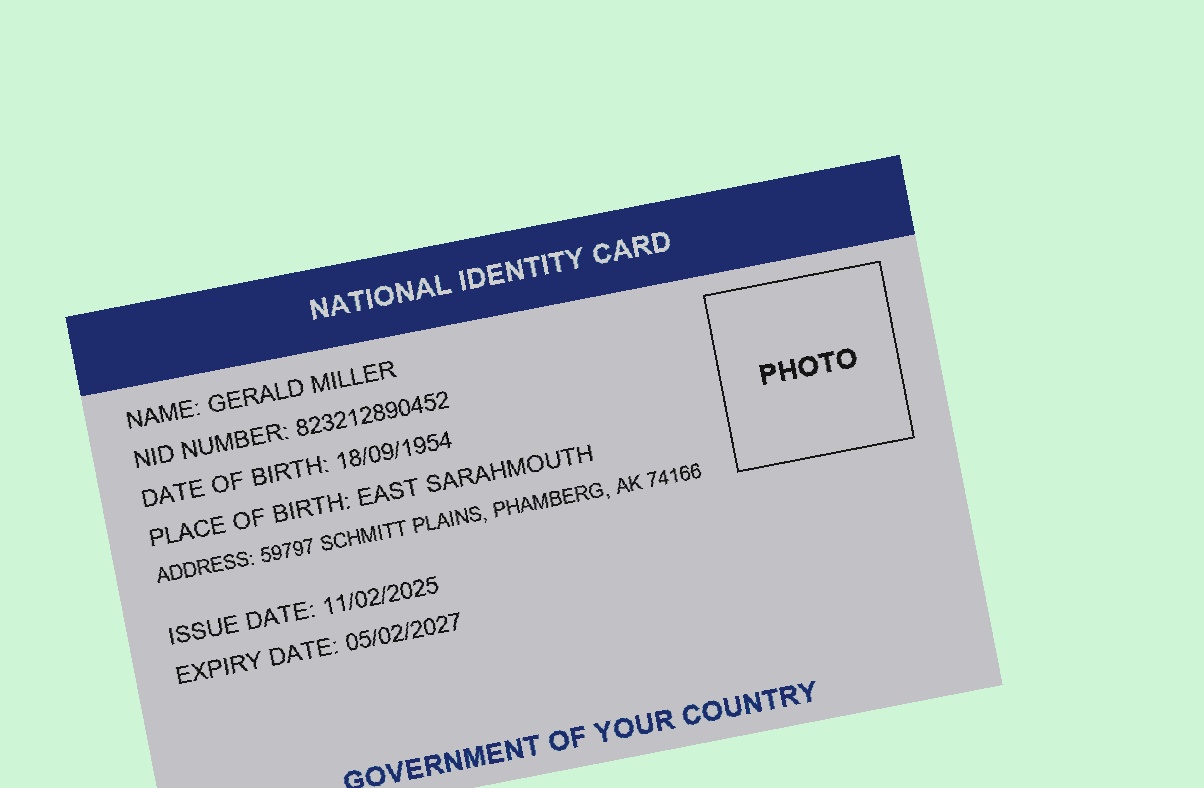 NATIONAL IDENTITY CARD
NAME: GERALD MILLER
NID NUMBER: 823212890452
DATE OF BIRTH: 18/09/1954
PLACE OF BIRTH: EAST SARAHMOUTH
ADDRESS: 59797 SCHMITT PLAINS, PHAMBERG, AK 74166
PHOTO
ISSUE DATE: 11/02/2025
EXPIRY DATE: 05/02/2027
GOVERNMENT OF YOUR COUNTRY